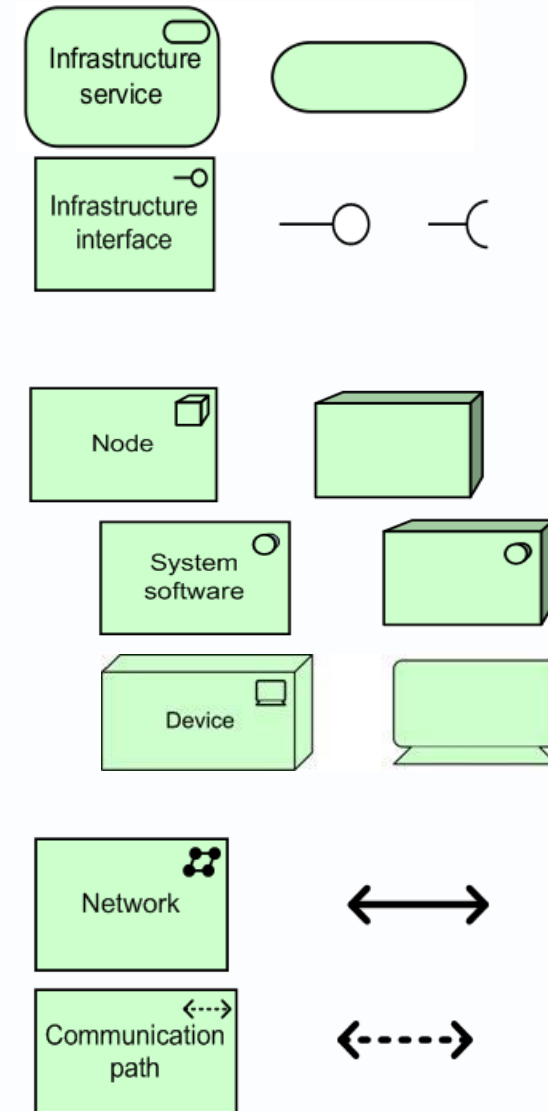 Infrastructure
service
Infrastructure
interface
Node
System
software
Device
Network
Communication
path